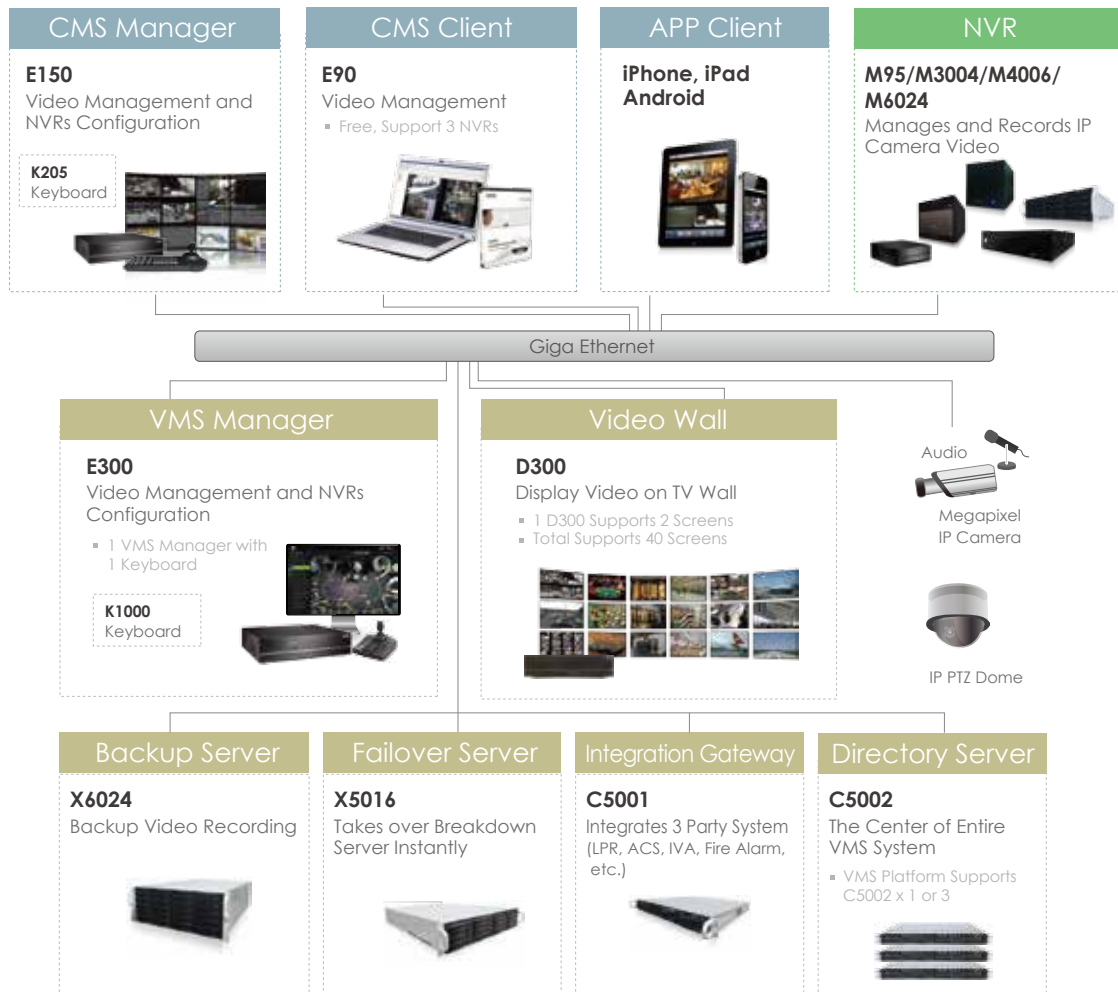 CMS Manager
E150
Video Management and
NVRs Configuration
K205
Keyboard
CMS Client
E90
Video Management
▪ Free, Support 3 NVRs
APP Client
iPhone, iPad
Android
NVR
M95/M3004/M4006/
M6024
Manages and Records IP
Camera Video
Giga Ethernet
VMS Manager
E300
Video Management and NVRs
Configuration
▪ 1 VMS Manager with
1 Keyboard
K1000
Keyboard
Video Wall
D300
Display Video on TV Wall
▪ 1 D300 Supports 2 Screens
▪ Total Supports 40 Screens
Audio
Megapixel
IP Camera
IP PTZ Dome
Backup Server
X6024
Backup Video Recording
Failover Server
X5016
Takes over Breakdown
Server Instantly
Integration Gateway
C5001
Integrates 3 Party System
(LPR, ACS, IVA, Fire Alarm,
etc.)
Directory Server
C5002
The Center of Entire
VMS System
▪ VMS Platform Supports
C5002 x 1 or 3